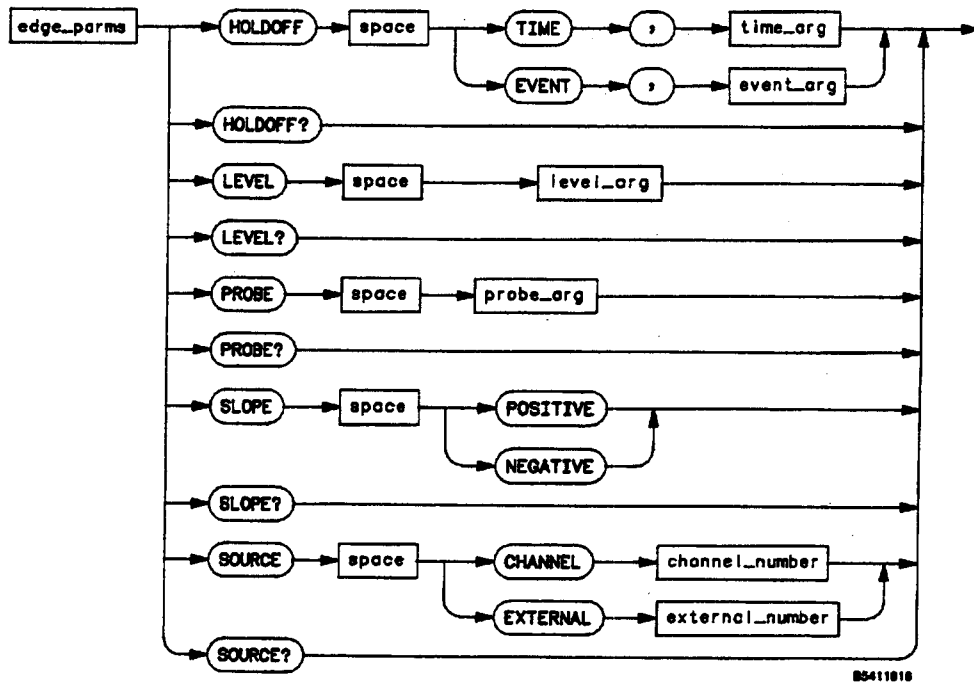 edge_parms HOLDOFF space TIME , time_arg
EVENT , event_arg
HOLDOFF?
LEVEL space level_arg
LEVEL?
PROBE space probe_arg
PROBE?
SLOPE space POSITIVE
NEGATIVE
SLOPE?
SOURCE space CHANNEL channel_number
EXTERNAL external_number
SOURCE?